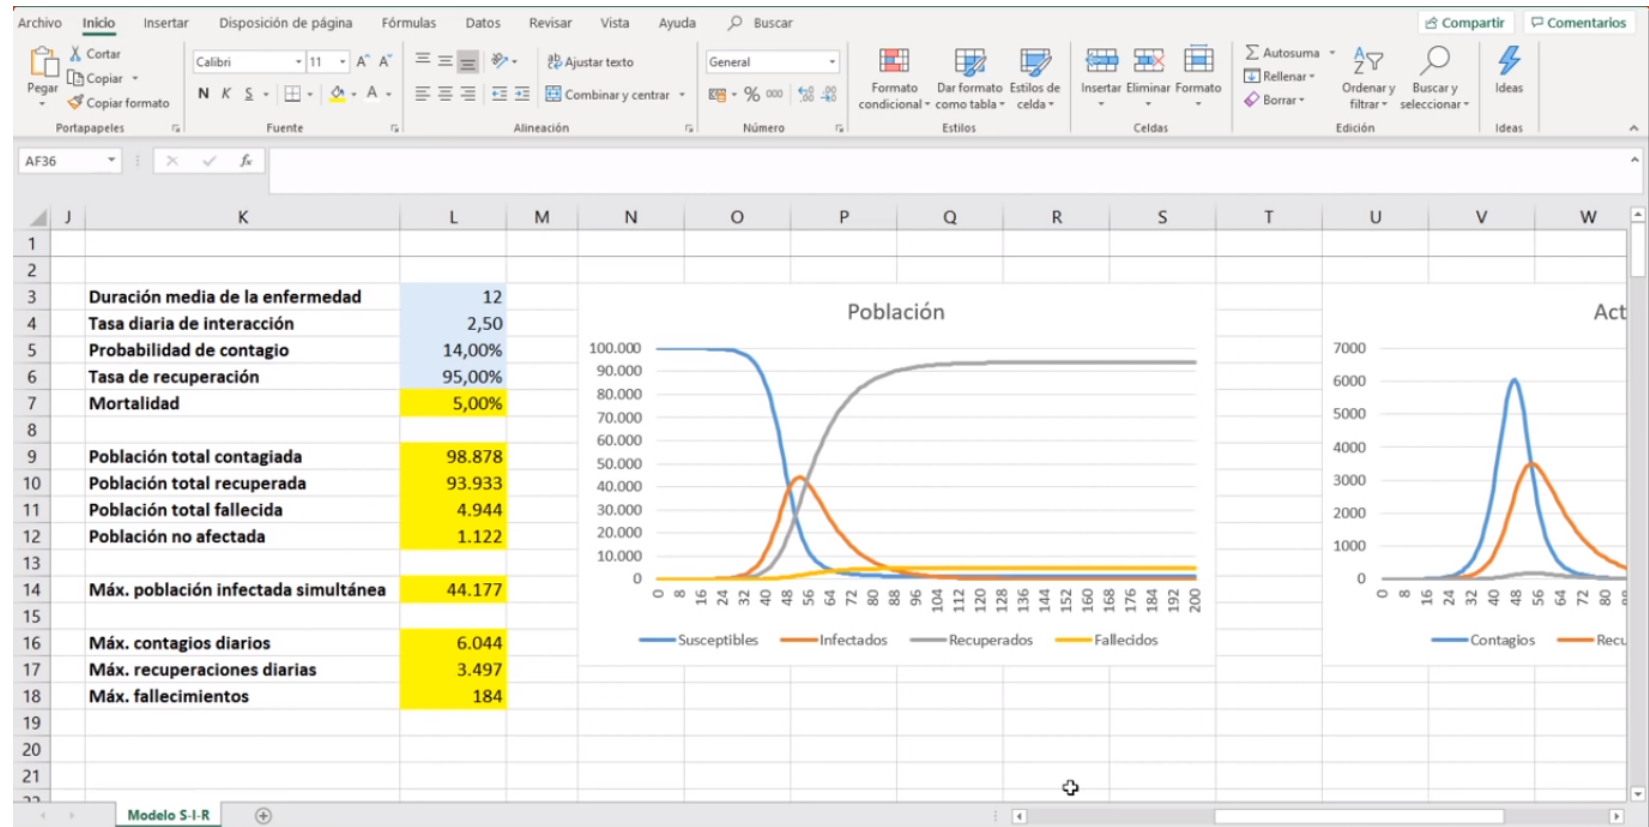 Archivo Inicio Insertar Disposición de página Fórmulas Datos Revisar Vista Ayuda Buscar Compartir Comentarios
Pegar
Cortar
Copiar
Copiar formato
Portapapeles
Calibri 11 A A
N K S A
Fuente
Ajustar texto
Combinar y centrar
Alineación
General
% 000
Número
Formato condicional
Dar formato como tabla
Estilos de celda
Estilos
Insertar Eliminar Formato
Celdas
Autosuma
Rellenar
Borrar
Ordenar y filtrar
Buscar y seleccionar
Edición
Ideas
Ideas
AF36 fx
J K L M N O P Q R S T U V W
1
2
3 Duración media de la enfermedad 12
4 Tasa diaria de interacción 2,50
5 Probabilidad de contagio 14,00%
6 Tasa de recuperación 95,00%
7 Mortalidad 5,00%
8
9 Población total contagiada 98.878
10 Población total recuperada 93.933
11 Población total fallecida 4.944
12 Población no afectada 1.122
13
14 Máx. población infectada simultánea 44.177
15
16 Máx. contagios diarios 6.044
17 Máx. recuperaciones diarias 3.497
18 Máx. fallecimientos 184
19
20
21
22
Población
100.000
90.000
80.000
70.000
60.000
50.000
40.000
30.000
20.000
10.000
0
0 8 16 24 32 40 48 56 64 72 80 88 96 104 112 120 128 136 144 152 160 168 176 184 192 200
Susceptibles Infectados Recuperados Fallecidos
Act
7000
6000
5000
4000
3000
2000
1000
0
0 8 16 24 32 40 48 56 64 72 80
Contagios Recu
Modelo S-I-R